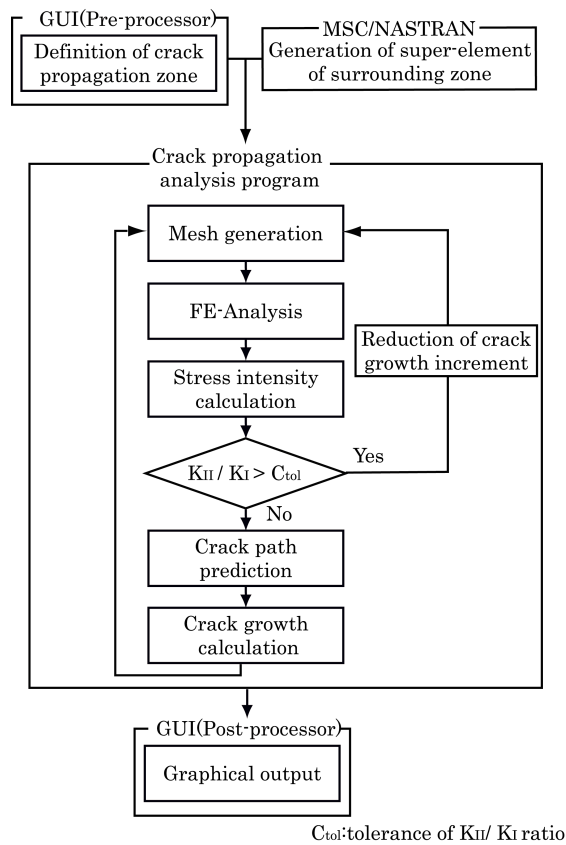 GUI(Pre-processor)
Definition of crack
propagation zone
MSC/NASTRAN
Generation of super-element
of surrounding zone
Crack propagation
analysis program
Mesh generation
FE-Analysis
Reduction of crack
growth increment
Stress intensity
calculation
Yes
KII / KI > Ctol
No
Crack path
prediction
Crack growth
calculation
GUI(Post-processor)
Graphical output
Ctol:tolerance of KII/ KI ratio